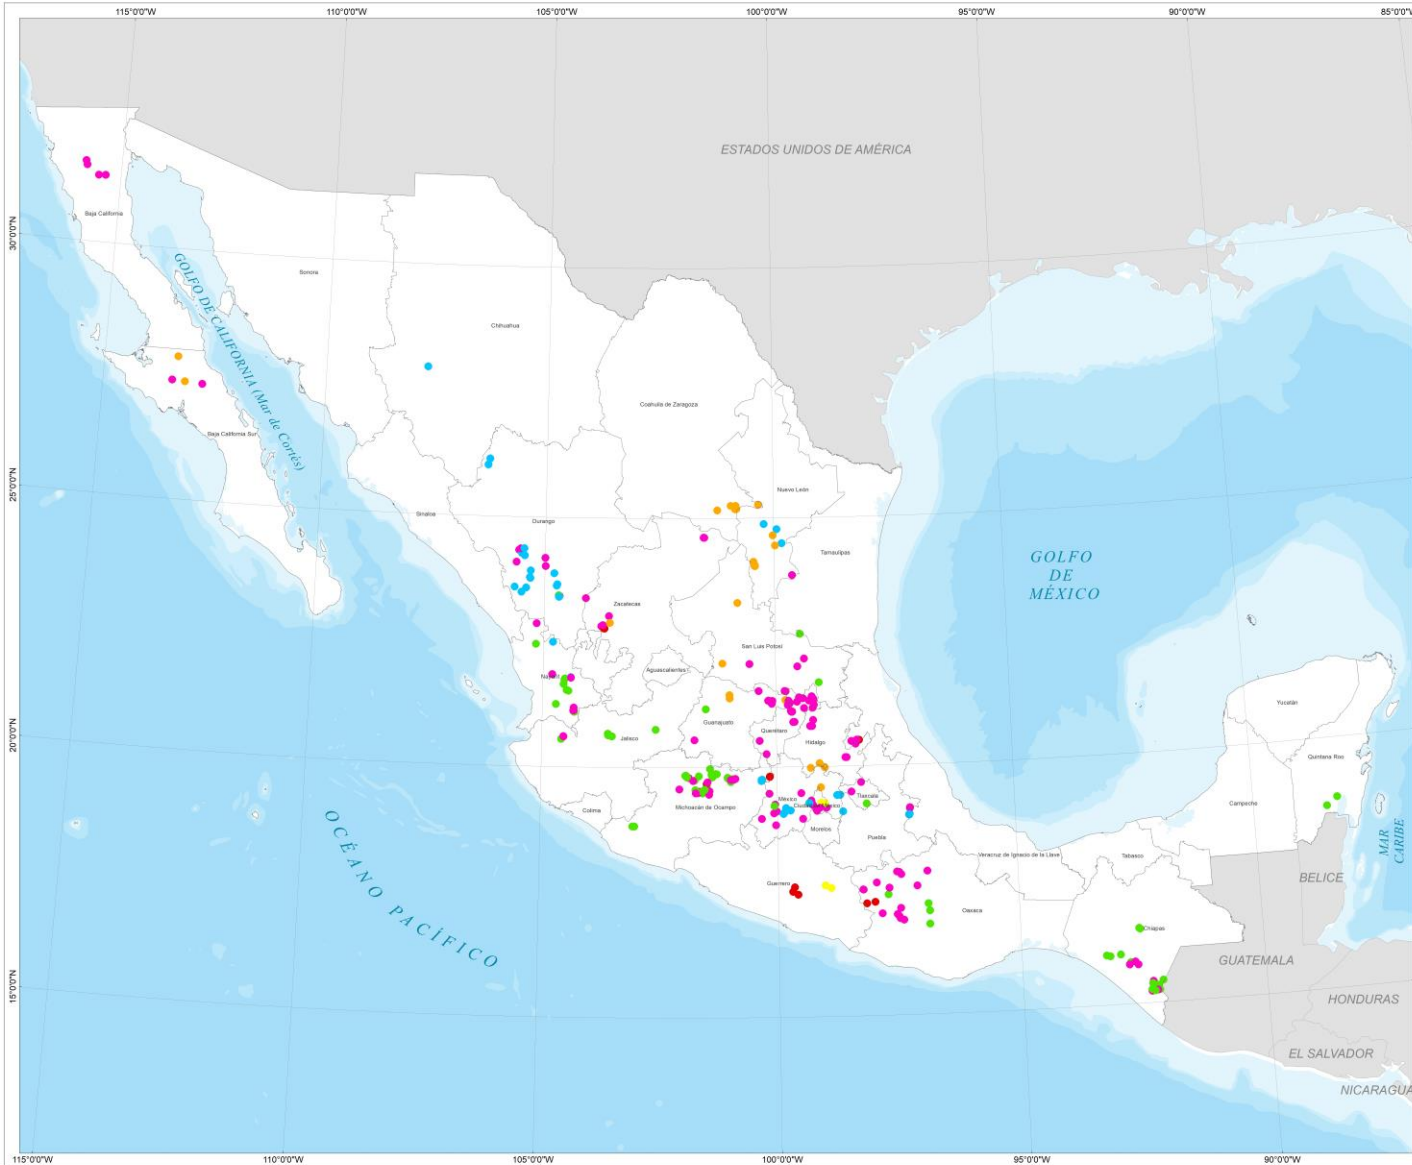 115°0'0"W
110°0'0"W
105°0'0"W
100°0'0"W
95°0'0"W
90°0'0"W
85°0'0"W
ESTADOS UNIDOS DE AMÉRICA
30°0'0"N
Baja California
Sonora
GOLFO DE CALIFORNIA (Mar de Cortés)
Chihuahua
Coahuila de Zaragoza
Baja California Sur
25°0'0"N
Nuevo León
Sinaloa
Durango
Tamaulipas
GOLFO
DE
MÉXICO
Zacatecas
San Luis Potosí
Aguascalientes
Nayarit
Yucatán
20°0'0"N
Guanajuato
Querétaro
Jalisco
Hidalgo
Quintana Roo
Tlaxcala
México
Ciudad de México
Michoacán de Ocampo
Colima
Campeche
Morelos
Puebla
MAR
CARIBE
Veracruz de Ignacio de la Llave
Tabasco
BELICE
Guerrero
OCÉANO PACÍFICO
Oaxaca
Chiapas
GUATEMALA
15°0'0"N
HONDURAS
EL SALVADOR
NICARAGUA
115°0'0"W
110°0'0"W
105°0'0"W
100°0'0"W
95°0'0"W
90°0'0"W